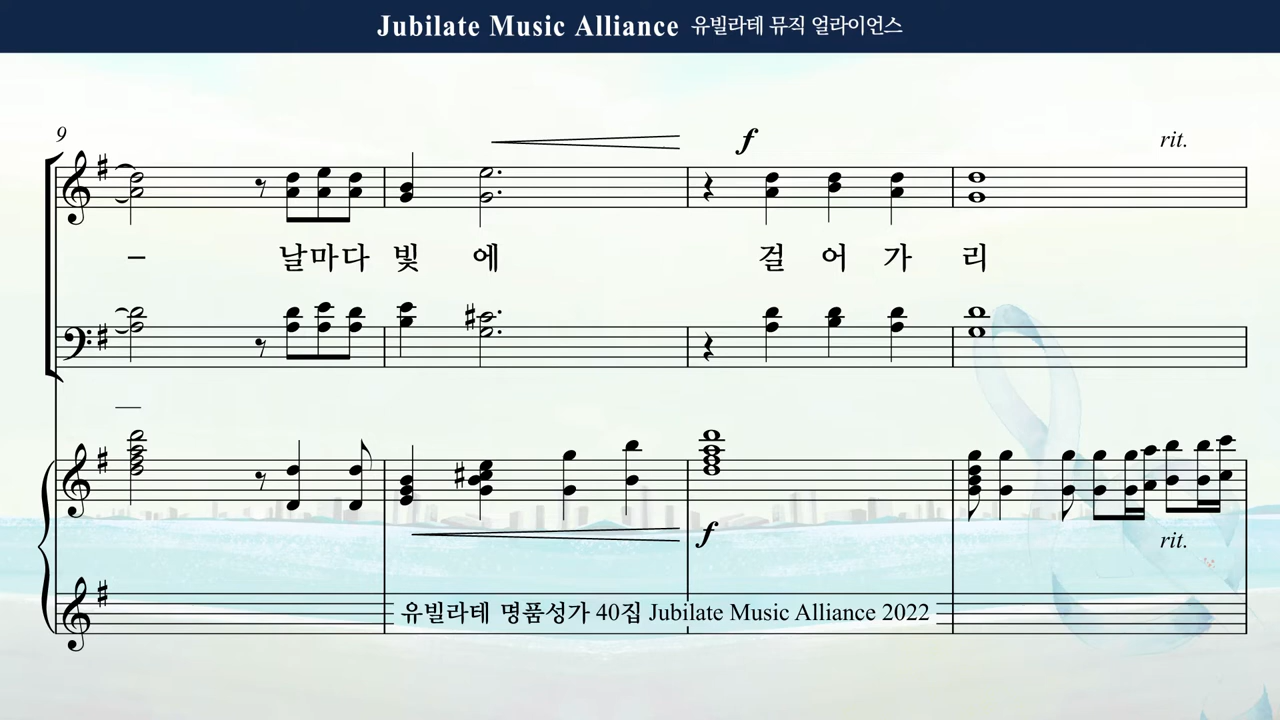 Jubilate Music Alliance 유빌라테 뮤직 얼라이언스
9
f
rit.
– 날마다 빛 에 걸 어 가 리
f
rit.
유빌라테 명품성가 40집 Jubilate Music Alliance 2022